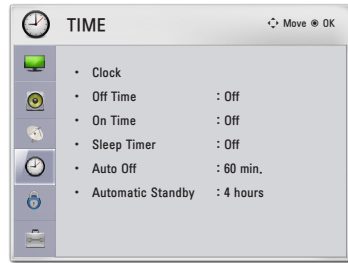 TIME
Move OK
• Clock
• Off Time : Off
• On Time : Off
• Sleep Timer : Off
• Auto Off : 60 min.
• Automatic Standby : 4 hours